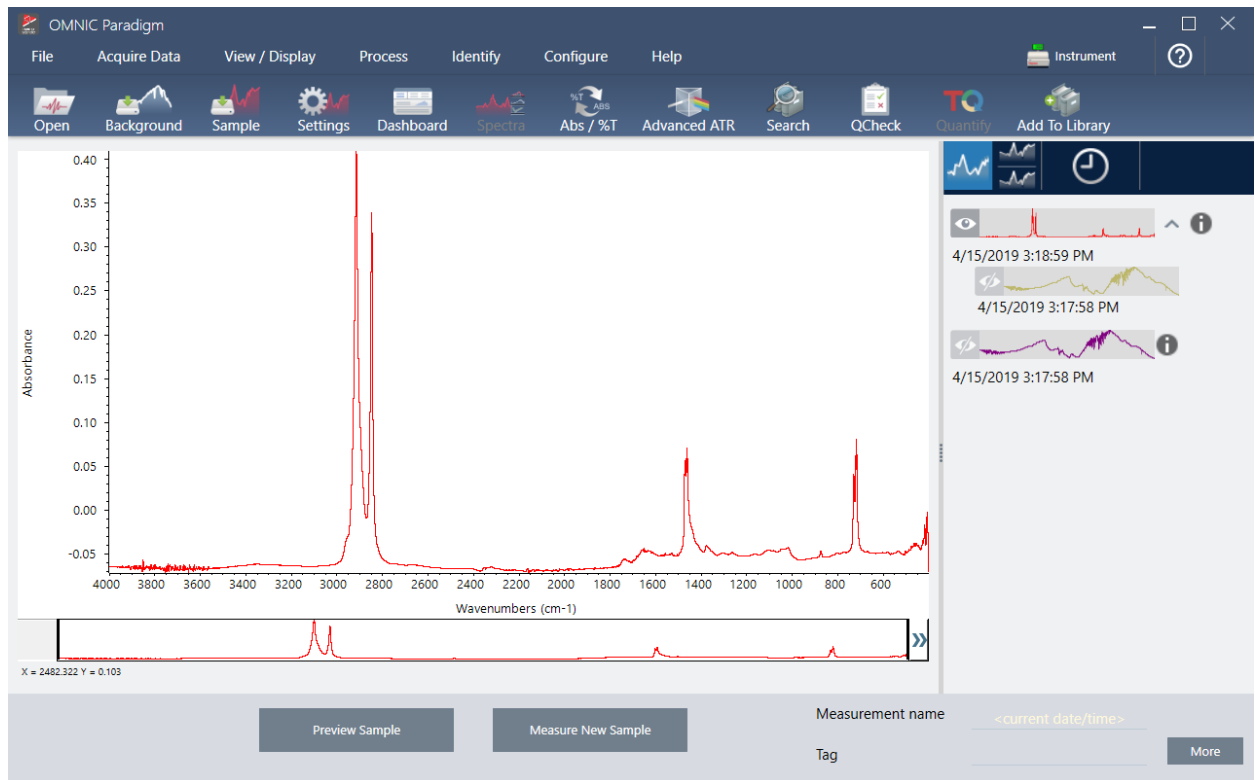 OMNIC Paradigm
File Acquire Data View / Display Process Identify Configure Help Instrument
%T ABS TQ
Open Background Sample Settings Dashboard Spectra Abs / %T Advanced ATR Search QCheck Quantify Add To Library
Absorbance
0.40
0.35
0.30
0.25
0.20
0.15
0.10
0.05
0.00
-0.05
4000 3800 3600 3400 3200 3000 2800 2600 2400 2200 2000 1800 1600 1400 1200 1000 800 600
Wavenumbers (cm-1)
X = 2482.322 Y = 0.103
4/15/2019 3:18:59 PM
4/15/2019 3:17:58 PM
4/15/2019 3:17:58 PM
Preview Sample Measure New Sample
Measurement name <current date/time>
Tag
More